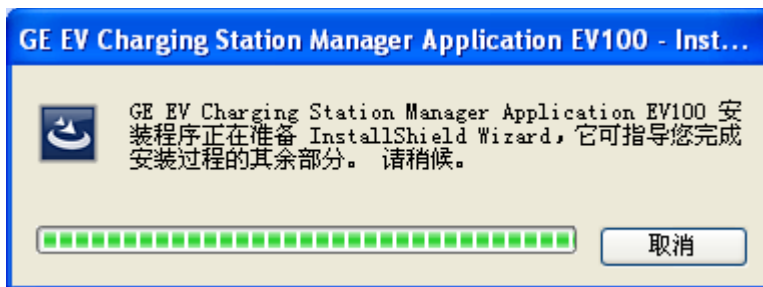 GE EV Charging Station Manager Application EV100 - Inst...
GE EV Charging Station Manager Application EV100 安
装程序正在准备 InstallShield Wizard，它可指导您完成
安装过程的其余部分。 请稍候。
取消